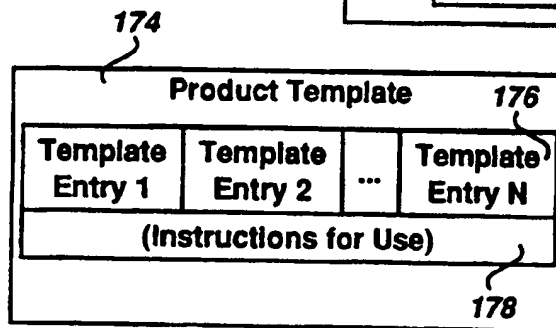 174
Product Template 176
Template Entry 1 Template Entry 2 ... Template Entry N
(Instructions for Use)
178